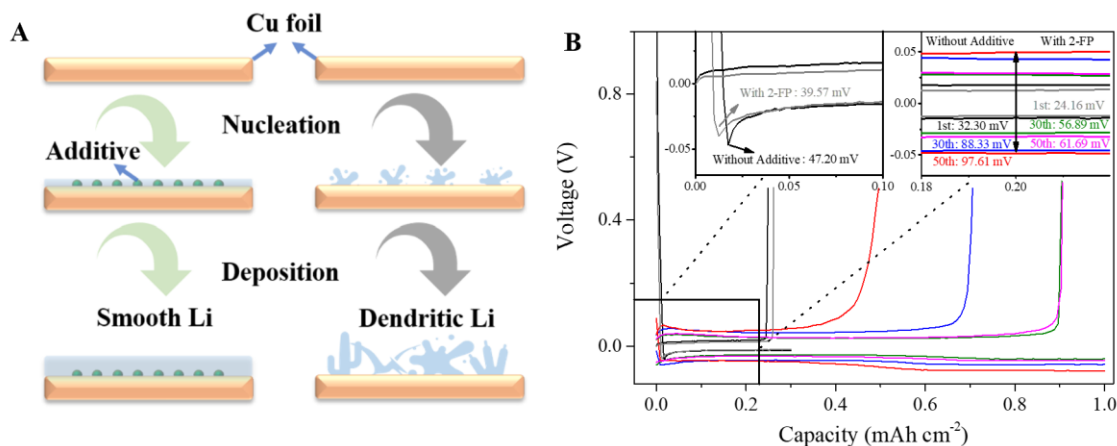 A
Cu foil
Nucleation
Additive
Deposition
Smooth Li
Dendritic Li
B
Voltage (V)
0.8
0.4
0.0
0.0
0.2
0.4
0.6
0.8
1.0
Capacity (mAh cm-2)
0.00
-0.05
0.00
0.05
0.10
With 2-FP : 39.57 mV
Without Additive : 47.20 mV
0.05
0.00
-0.05
0.18
0.20
Without Additive
With 2-FP
1st: 24.16 mV
1st: 32.30 mV
30th: 56.89 mV
30th: 88.33 mV
50th: 61.69 mV
50th: 97.61 mV